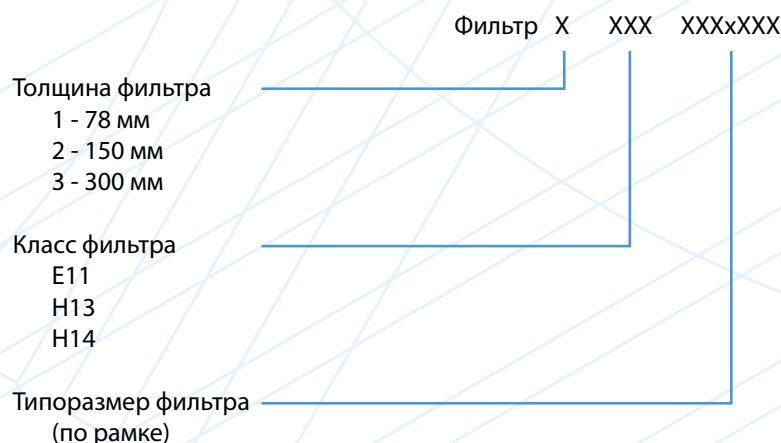 Фильтр X XXX XXXxXXX
Толщина фильтра
1 - 78 мм
2 - 150 мм
3 - 300 мм
Класс фильтра
E11
H13
H14
Типоразмер фильтра
(по рамке)